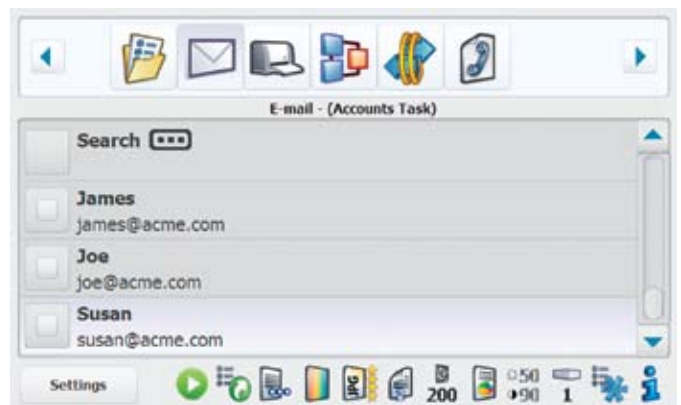 E-mail - (Accounts Task)
Search
James
james@acme.com
Joe
joe@acme.com
Susan
susan@acme.com
Settings
JPG
200
50
90
1